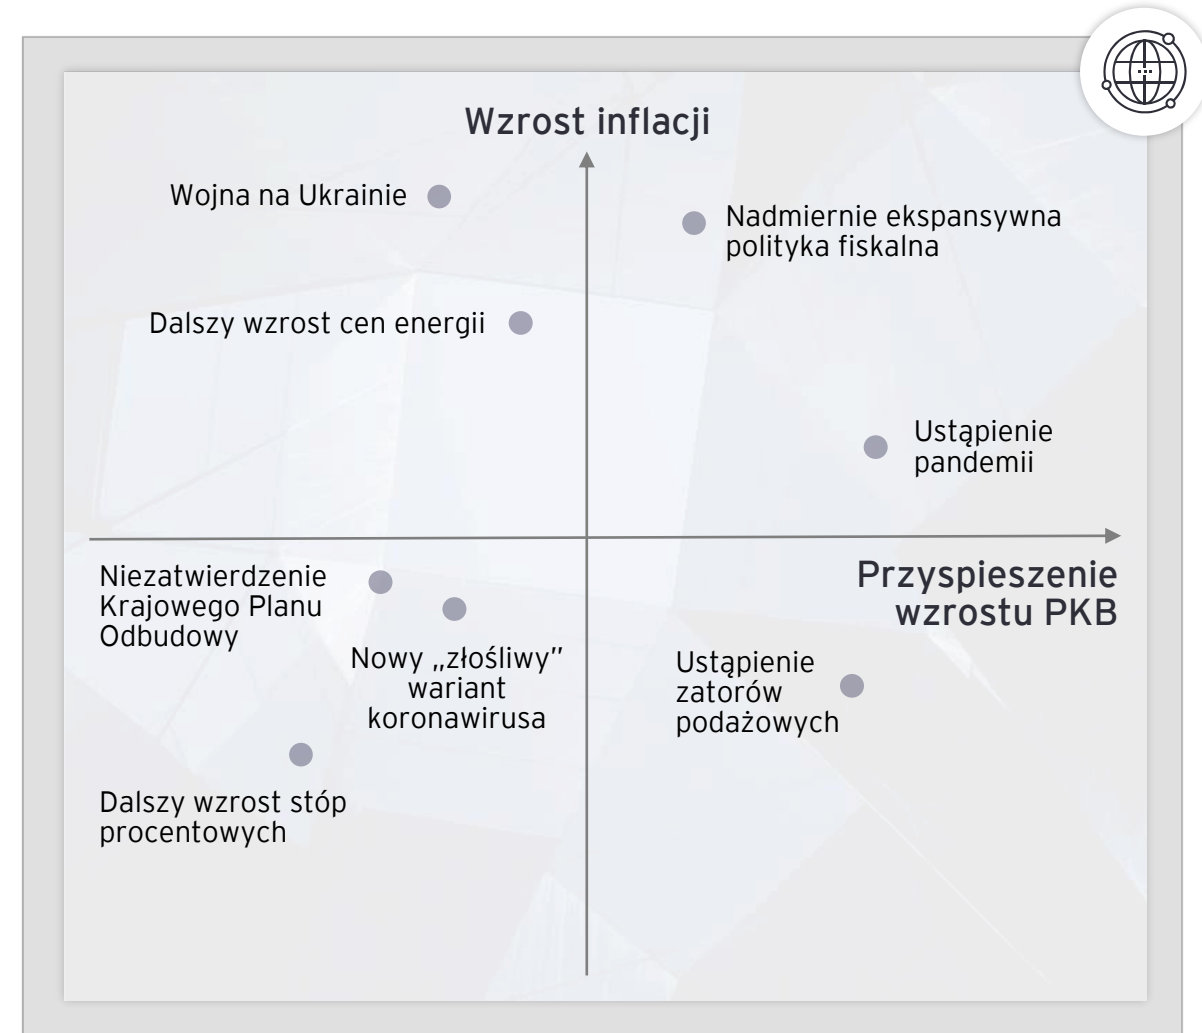 Wzrost inflacji
Wojna na Ukrainie
Nadmiernie ekspansywna
polityka fiskalna
Dalszy wzrost cen energii
Ustąpienie
pandemii
Przyspieszenie
wzrostu PKB
Niezatwierdzenie
Krajowego Planu
Odbudowy
Nowy „złośliwy”
wariant
koronawirusa
Ustąpienie
zatorów
podażowych
Dalszy wzrost stóp
procentowych